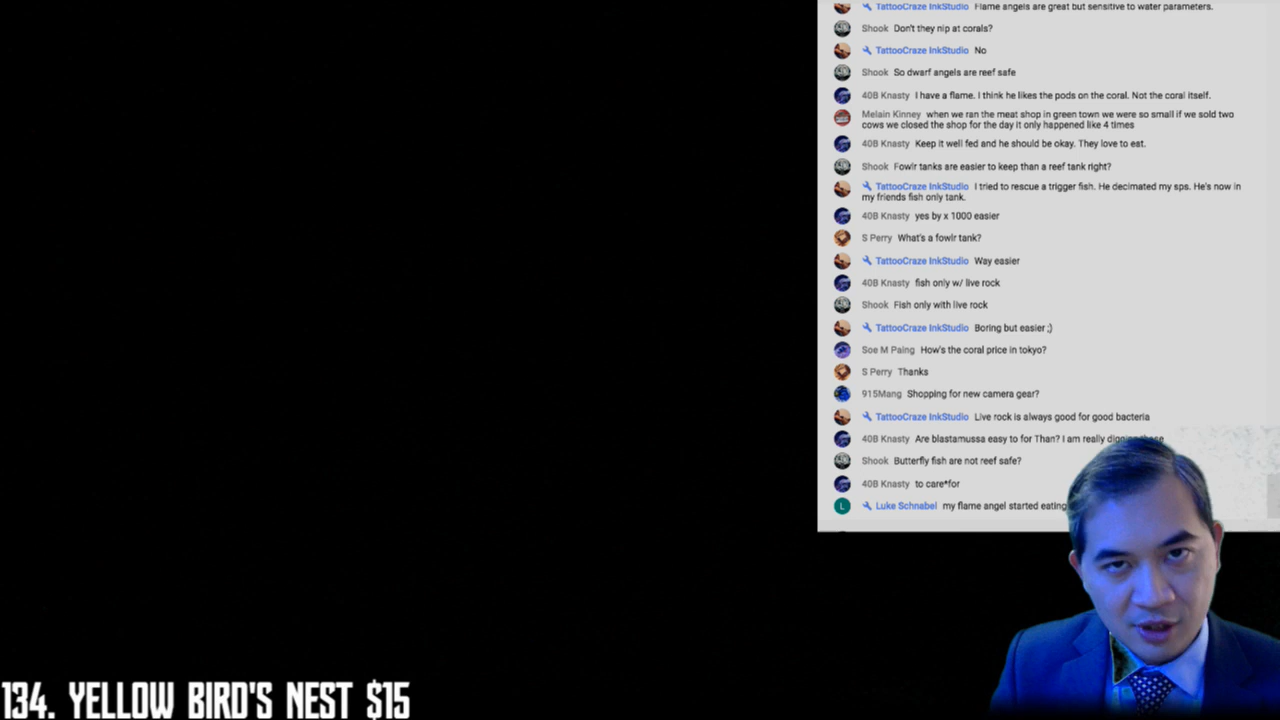 TattooCraze InkStudio Flame angels are great but sensitive to water parameters.
Shook Don't they nip at corals?
TattooCraze InkStudio No
Shook So dwarf angels are reef safe
40B Knasty I have a flame. I think he likes the pods on the coral. Not the coral itself.
Melain Kinney when we ran the meat shop in green town we were so small if we sold two
cows we closed the shop for the day it only happened like 4 times
40B Knasty Keep it well fed and he should be okay. They love to eat.
Shook Fowlr tanks are easier to keep than a reef tank right?
TattooCraze InkStudio I tried to rescue a trigger fish. He decimated my sps. He's now in
my friends fish only tank.
40B Knasty yes by x 1000 easier
S Perry What's a fowlr tank?
TattooCraze InkStudio Way easier
40B Knasty fish only w/ live rock
Shook Fish only with live rock
TattooCraze InkStudio Boring but easier ;)
Soe M Paing How's the coral price in tokyo?
S Perry Thanks
915Mang Shopping for new camera gear?
TattooCraze InkStudio Live rock is always good for good bacteria
40B Knasty Are blastamussa easy to for Than? I am really
Shook Butterfly fish are not reef safe?
40B Knasty to care*for
L Luke Schnabel my flame angel started eating
134. YELLOW BIRD'S NEST $15